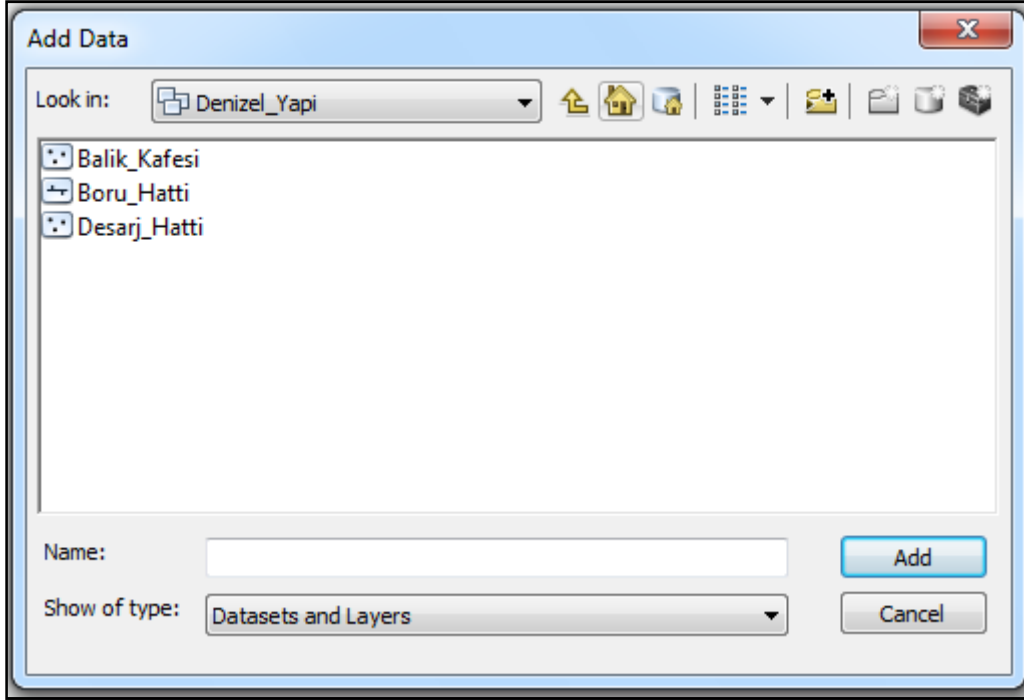 Add Data
Look in: Denizel_Yapi
Balik_Kafesi
Boru_Hatti
Desarj_Hatti
Name: Add
Show of type: Datasets and Layers Cancel